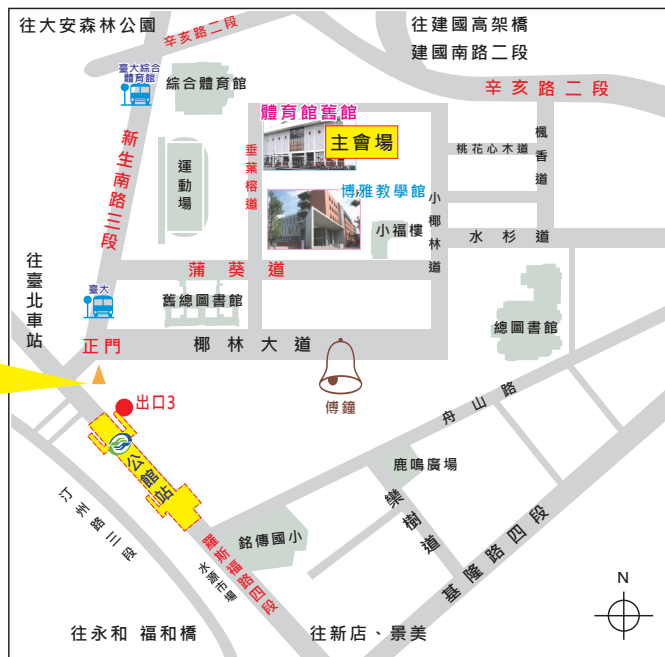 往大安森林公園
往建國高架橋
建國南路二段
辛亥路二段
辛亥路二段
臺大綜合
體育館
綜合體育館
體育館舊館
主會場
新生南路三段
運動場
垂葉榕道
桃花心木道
楓香道
博雅教學館
小椰林道
小福樓
水杉道
往臺北車站
蒲葵道
臺大
舊總圖書館
總圖書館
正門
椰林大道
傅鐘
出口3
舟山路
公館站
鹿鳴廣場
欒樹道
汀州路三段
銘傳國小
羅斯福路四段
水源市場
基隆路四段
N
往永和 福和橋
往新店、景美